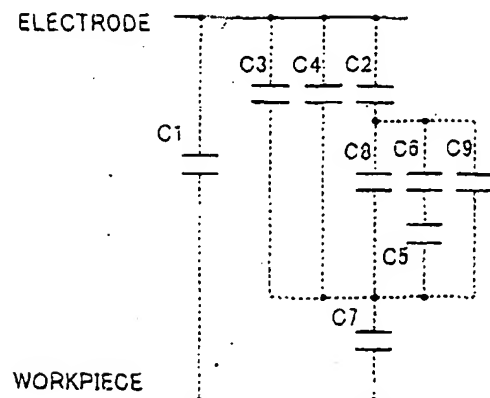 ELECTRODE
C3 C4 C2
C1
C8 C6 C9
C5
C7
WORKPIECE